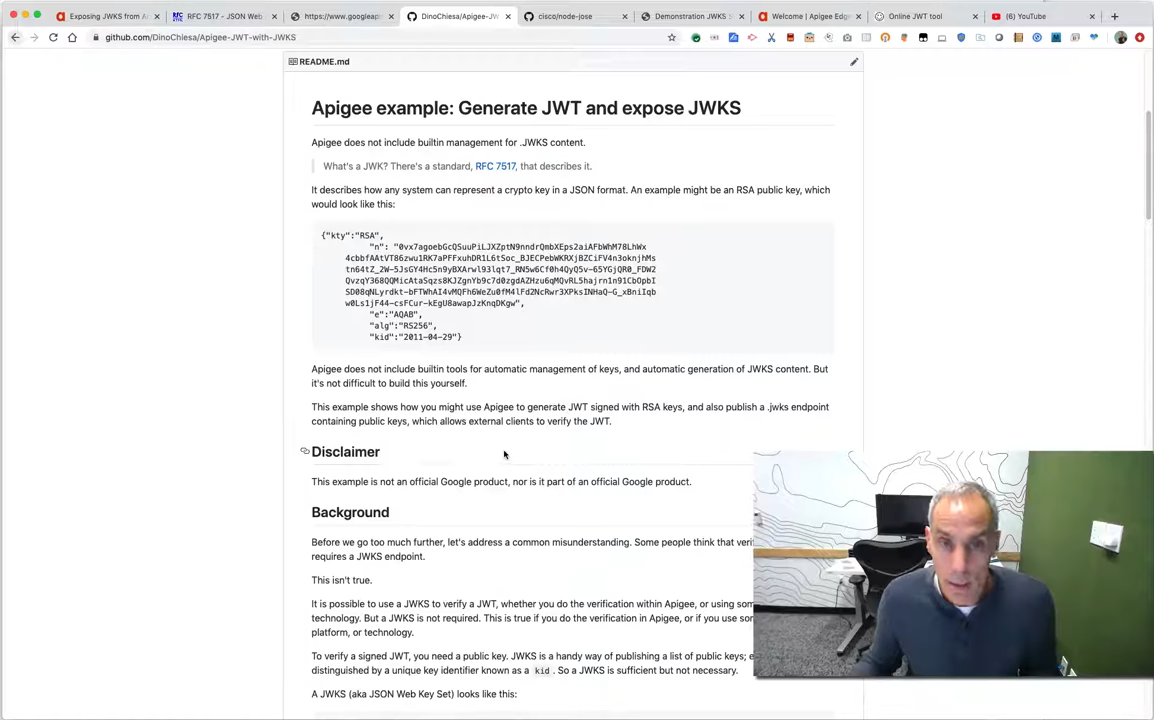 Exposing JWKS from A
RFC 7517 - JSON Web
https://www.googleap
DinoChiesa/Apigee-JW
cisco/node-jose
Demonstration JWKS
Welcome | Apigee Edge
Online JWT tool
(6) YouTube
github.com/DinoChiesa/Apigee-JWT-with-JWKS
README.md
Apigee example: Generate JWT and expose JWKS
Apigee does not include builtin management for .JWKS content.
What's a JWK? There's a standard, RFC 7517, that describes it.
It describes how any system can represent a crypto key in a JSON format. An example might be an RSA public key, which
would look like this:
{"kty":"RSA",
"n": "0vx7agoebGcQSuuPiLJXZptN9nndrQmbXEps2aiAFbWhM78LhWx
4cbbfAAtVT86zwu1RK7aPFFxuhDR1L6tSoc_BJECPebWKRXjBZCiFV4n3oknjhMs
tn64tZ_2W-5JsGY4Hc5n9yBXArwl93lqt7_RN5w6Cf0h4QyQ5v-65YGjQR0_FDW2
QvzqY368QQMicAtaSqzs8KJZgnYb9c7d0zgdAZHzu6qMQvRL5hajrn1n91CbOpbI
SD08qNLyrdkt-bFTWhAI4vMQFh6WeZu0fM4lFd2NcRwr3XPksINHaQ-G_xBniIqb
w0Ls1jF44-csFCur-kEgU8awapJzKnqDKgw",
"e":"AQAB",
"alg":"RS256",
"kid":"2011-04-29"}
Apigee does not include builtin tools for automatic management of keys, and automatic generation of JWKS content. But
it's not difficult to build this yourself.
This example shows how you might use Apigee to generate JWT signed with RSA keys, and also publish a .jwks endpoint
containing public keys, which allows external clients to verify the JWT.
Disclaimer
This example is not an official Google product, nor is it part of an official Google product.
Background
Before we go too much further, let's address a common misunderstanding. Some people think that veri
requires a JWKS endpoint.
This isn't true.
It is possible to use a JWKS to verify a JWT, whether you do the verification within Apigee, or using som
technology. But a JWKS is not required. This is true if you do the verification in Apigee, or if you use sor
platform, or technology.
To verify a signed JWT, you need a public key. JWKS is a handy way of publishing a list of public keys; e
distinguished by a unique key identifier known as a kid . So a JWKS is sufficient but not necessary.
A JWKS (aka JSON Web Key Set) looks like this: